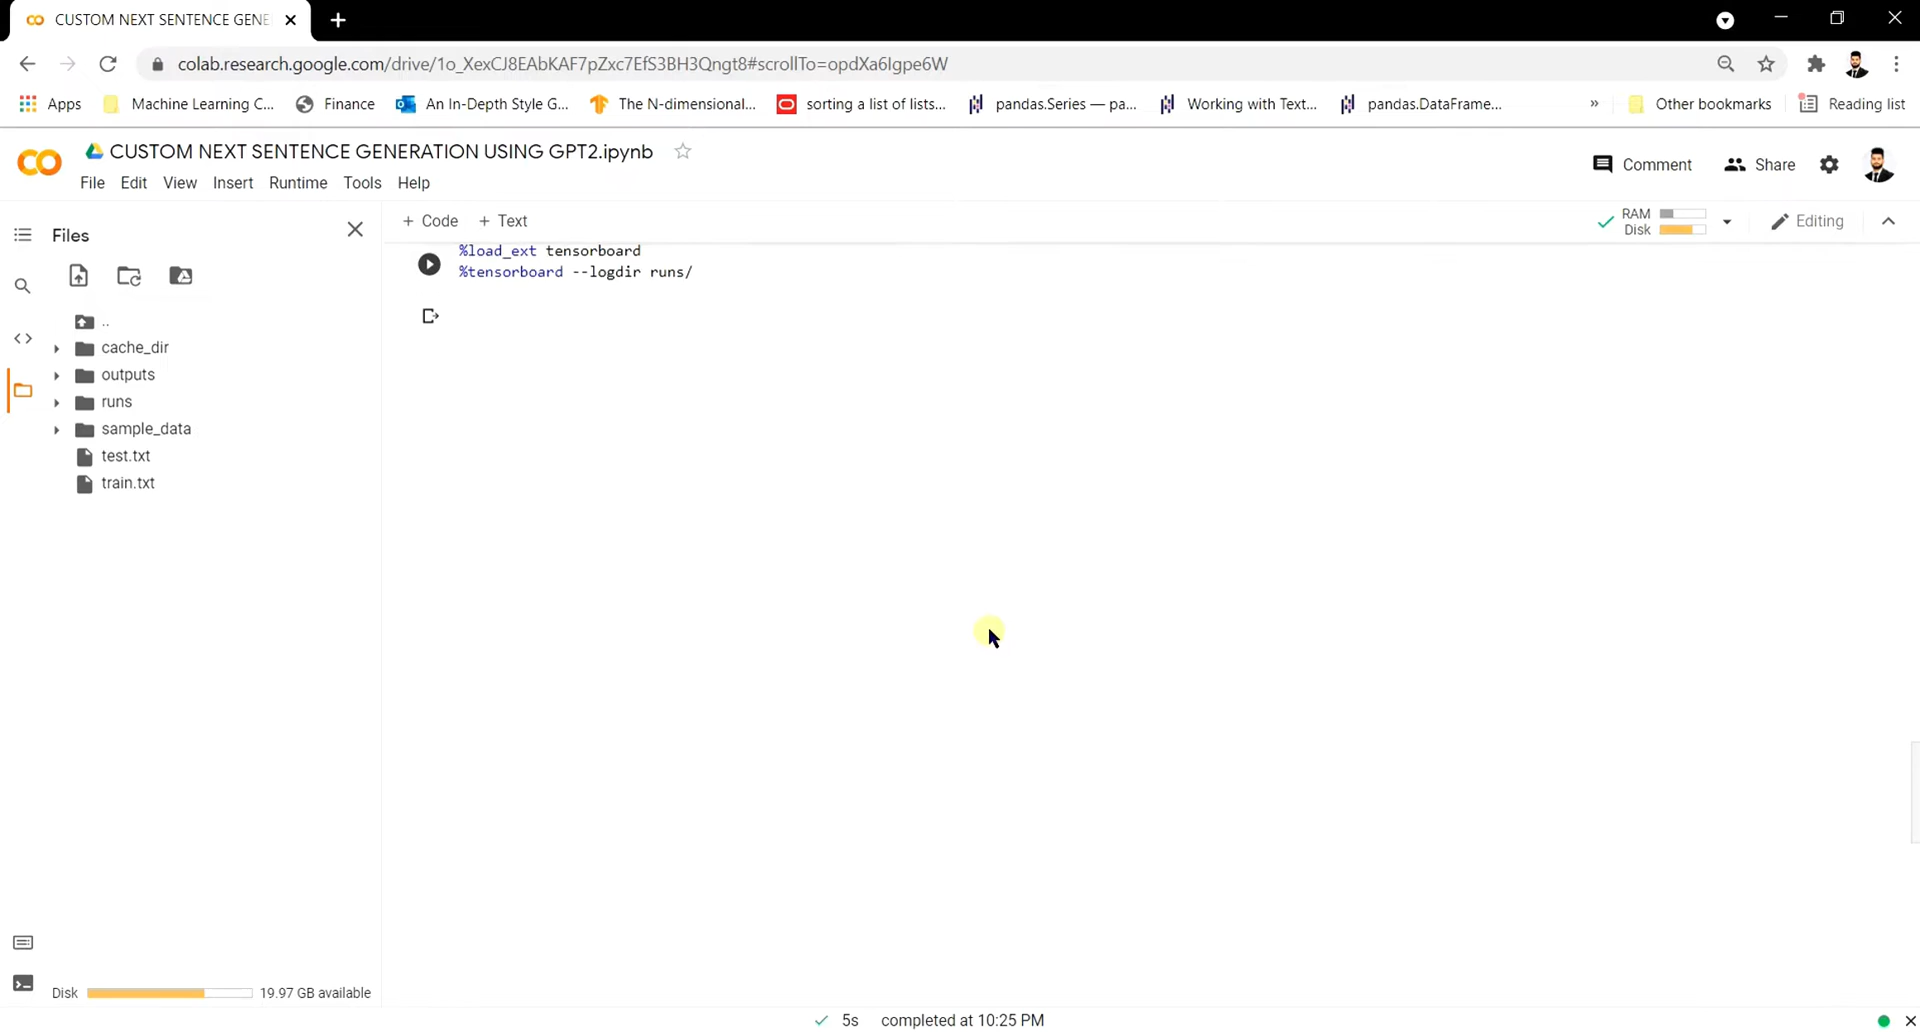 CUSTOM NEXT SENTENCE GENE
colab.research.google.com/drive/1o_XexCJ8EAbKAF7pZxc7EfS3BH3Qngt8#scrollTo=opdXa6Igpe6W
Apps Machine Learning C... Finance An In-Depth Style G... The N-dimensional... sorting a list of lists... pandas.Series — pa... Working with Text... pandas.DataFrame... » Other bookmarks Reading list
CUSTOM NEXT SENTENCE GENERATION USING GPT2.ipynb
Comment Share
File Edit View Insert Runtime Tools Help
+ Code + Text
RAM
Disk
Editing
Files
%load_ext tensorboard
%tensorboard --logdir runs/
..
cache_dir
outputs
runs
sample_data
test.txt
train.txt
Disk 19.97 GB available
5s completed at 10:25 PM